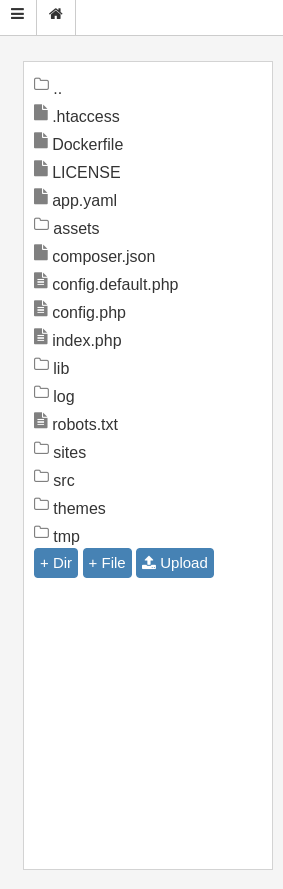 ..
.htaccess
Dockerfile
LICENSE
app.yaml
assets
composer.json
config.default.php
config.php
index.php
lib
log
robots.txt
sites
src
themes
tmp
+ Dir + File Upload